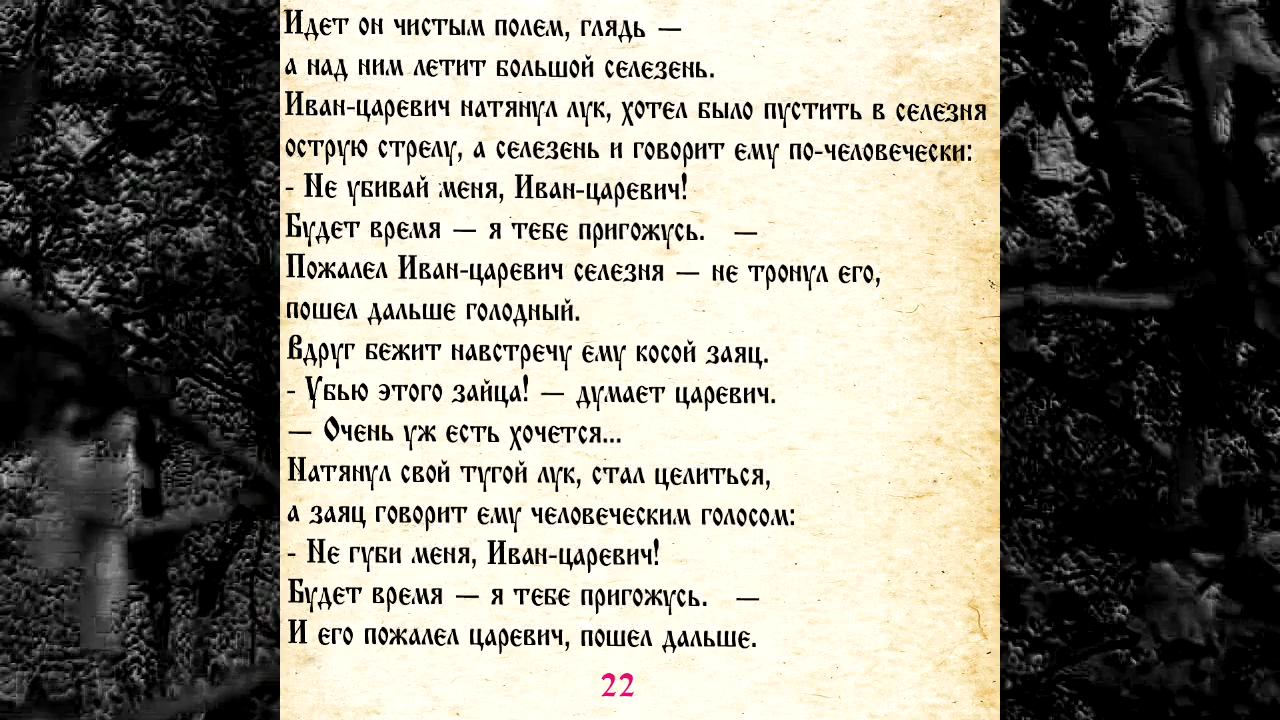 Идет он чистым полем, глядь —
а над ним летит большой селезень.
Иван-царевич натянул лук, хотел было пустить в селезня
острую стрелу, а селезень и говорит ему по-человечески:
- Не убивай меня, Иван-царевич!
Будет время — я тебе пригожусь. —
Пожалел Иван-царевич селезня — не тронул его,
пошел дальше голодный.
Вдруг бежит навстречу ему косой заяц.
- Убью этого зайца! — думает царевич.
— Очень уж есть хочется...
Натянул свой тугой лук, стал целиться,
а заяц говорит ему человеческим голосом:
- Не губи меня, Иван-царевич!
Будет время — я тебе пригожусь. —
И его пожалел царевич, пошел дальше.
22